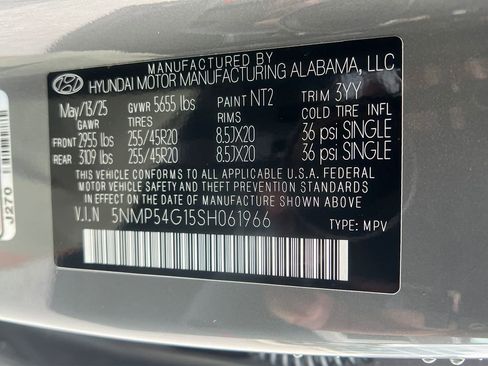 MANUFACTURED BY
HYUNDAI MOTOR MANUFACTURING ALABAMA, LLC
May/13/25 GVWR 5655 lbs PAINT NT2 TRIM 3YY
GAWR TIRES RIMS COLD TIRE INFL
FRONT 2955 lbs 255/45R20 8.5JX20 36 psi SINGLE
REAR 3109 lbs 255/45R20 8.5JX20 36 psi SINGLE
THIS VEHICLE CONFORMS TO ALL APPLICABLE U.S.A FEDERAL
MOTOR VEHICLE SAFETY AND THEFT PREVENTION STANDARDS
IN EFFECT ON THE DATE OF MANUFACTURE SHOWN ABOVE.
V.I.N 5NMP54G15SH061966 TYPE: MPV
J270